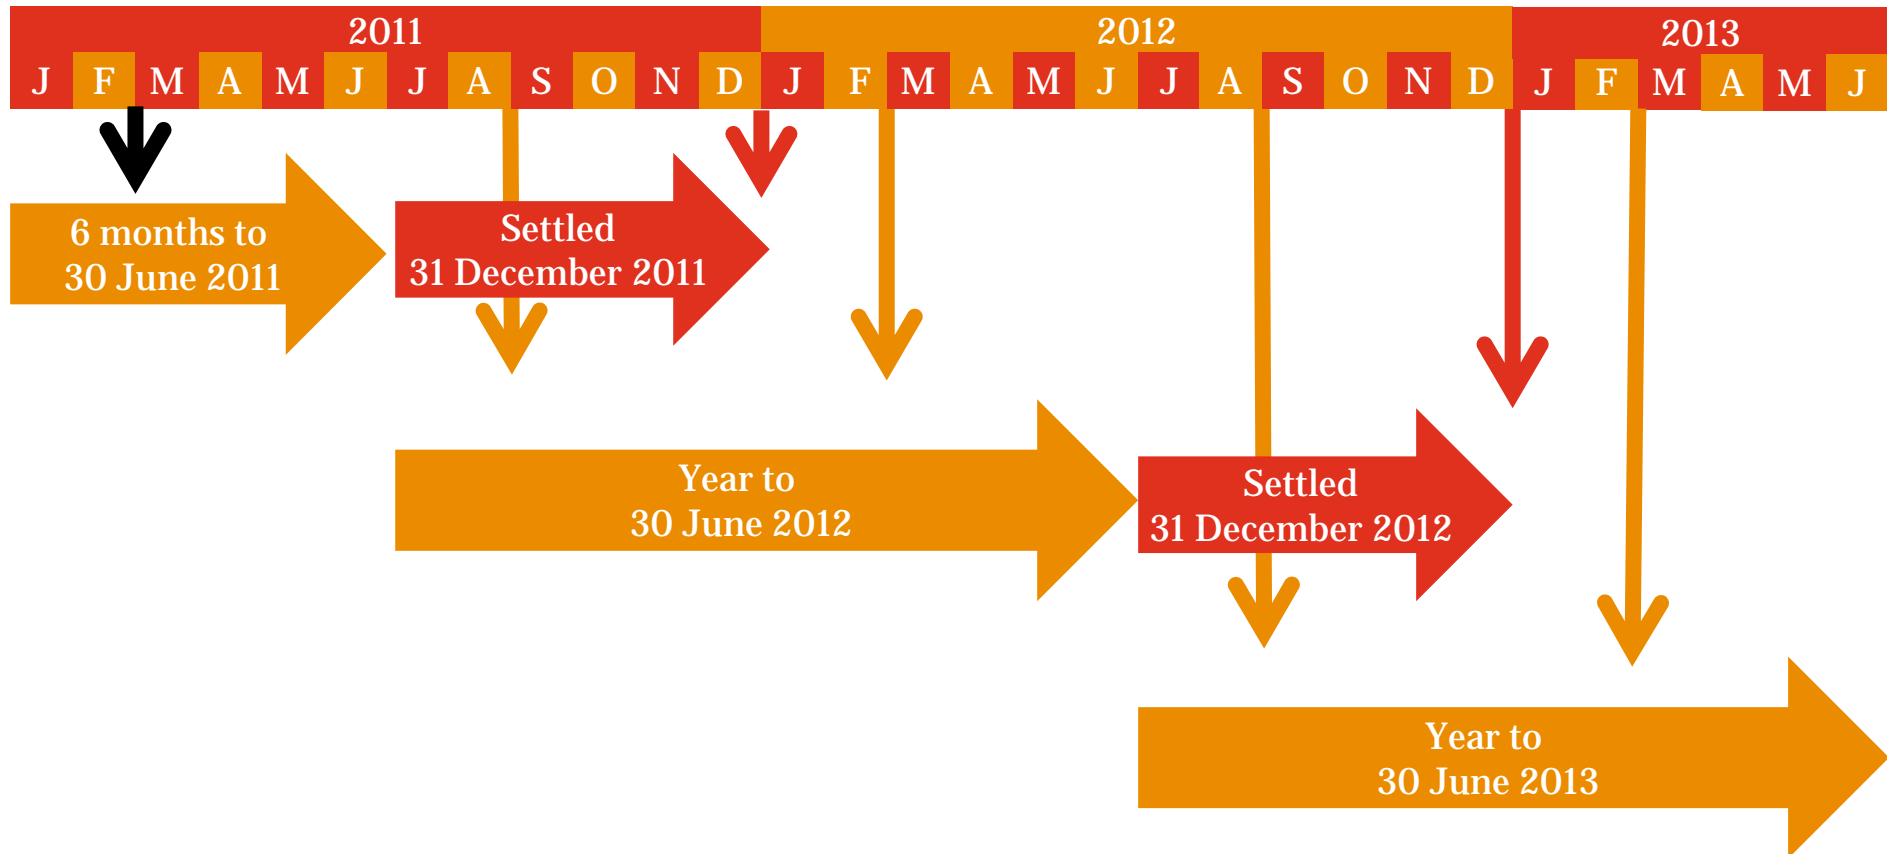 2011
2012
2013
J F M A M J J A S O N D J F M A M J J A S O N D J F M A M J
6 months to
30 June 2011
Settled
31 December 2011
Year to
30 June 2012
Settled
31 December 2012
Year to
30 June 2013